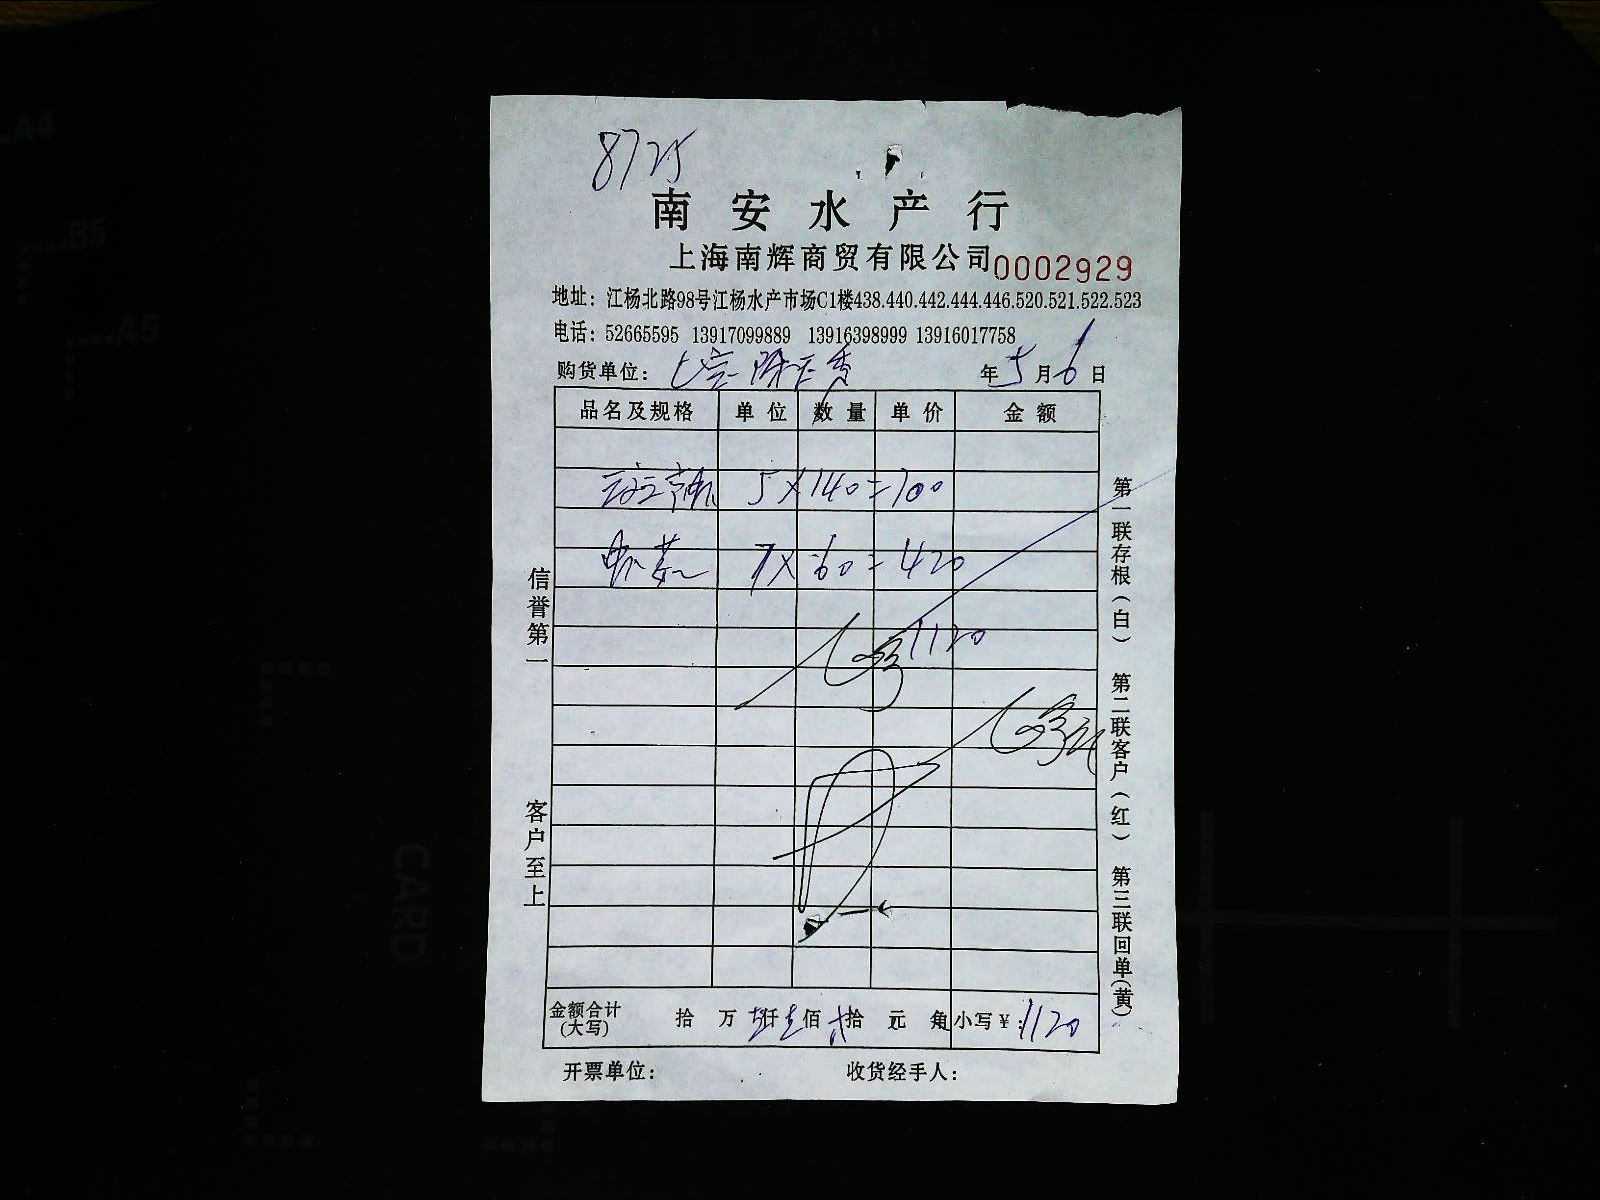 8725
南安水产行
上海南辉商贸有限公司 0002929
地址：江杨北路98号江杨水产市场C1楼438.440.442.444.446.520.521.522.523
电话：52665595 13917099889 13916398999 13916017758
购货单位： 年5月6日
品名及规格 单位 数量 单价 金额
5×140=700
7×60=420
1120
金额合计(大写) 拾 万 壹仟壹佰贰拾 元 角 小写￥：1120
开票单位： 收货经手人：
信誉第一 客户至上
第一联存根（白） 第二联客户（红） 第三联回单（黄）